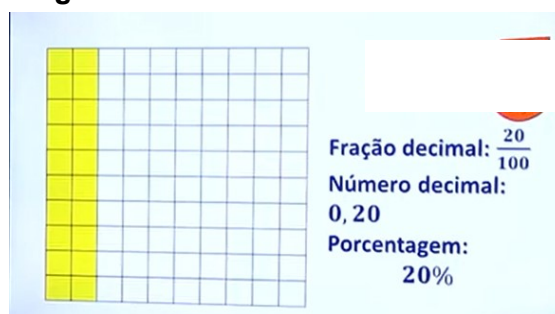 Fração decimal: 20/100
Número decimal:
0,20
Porcentagem:
20%